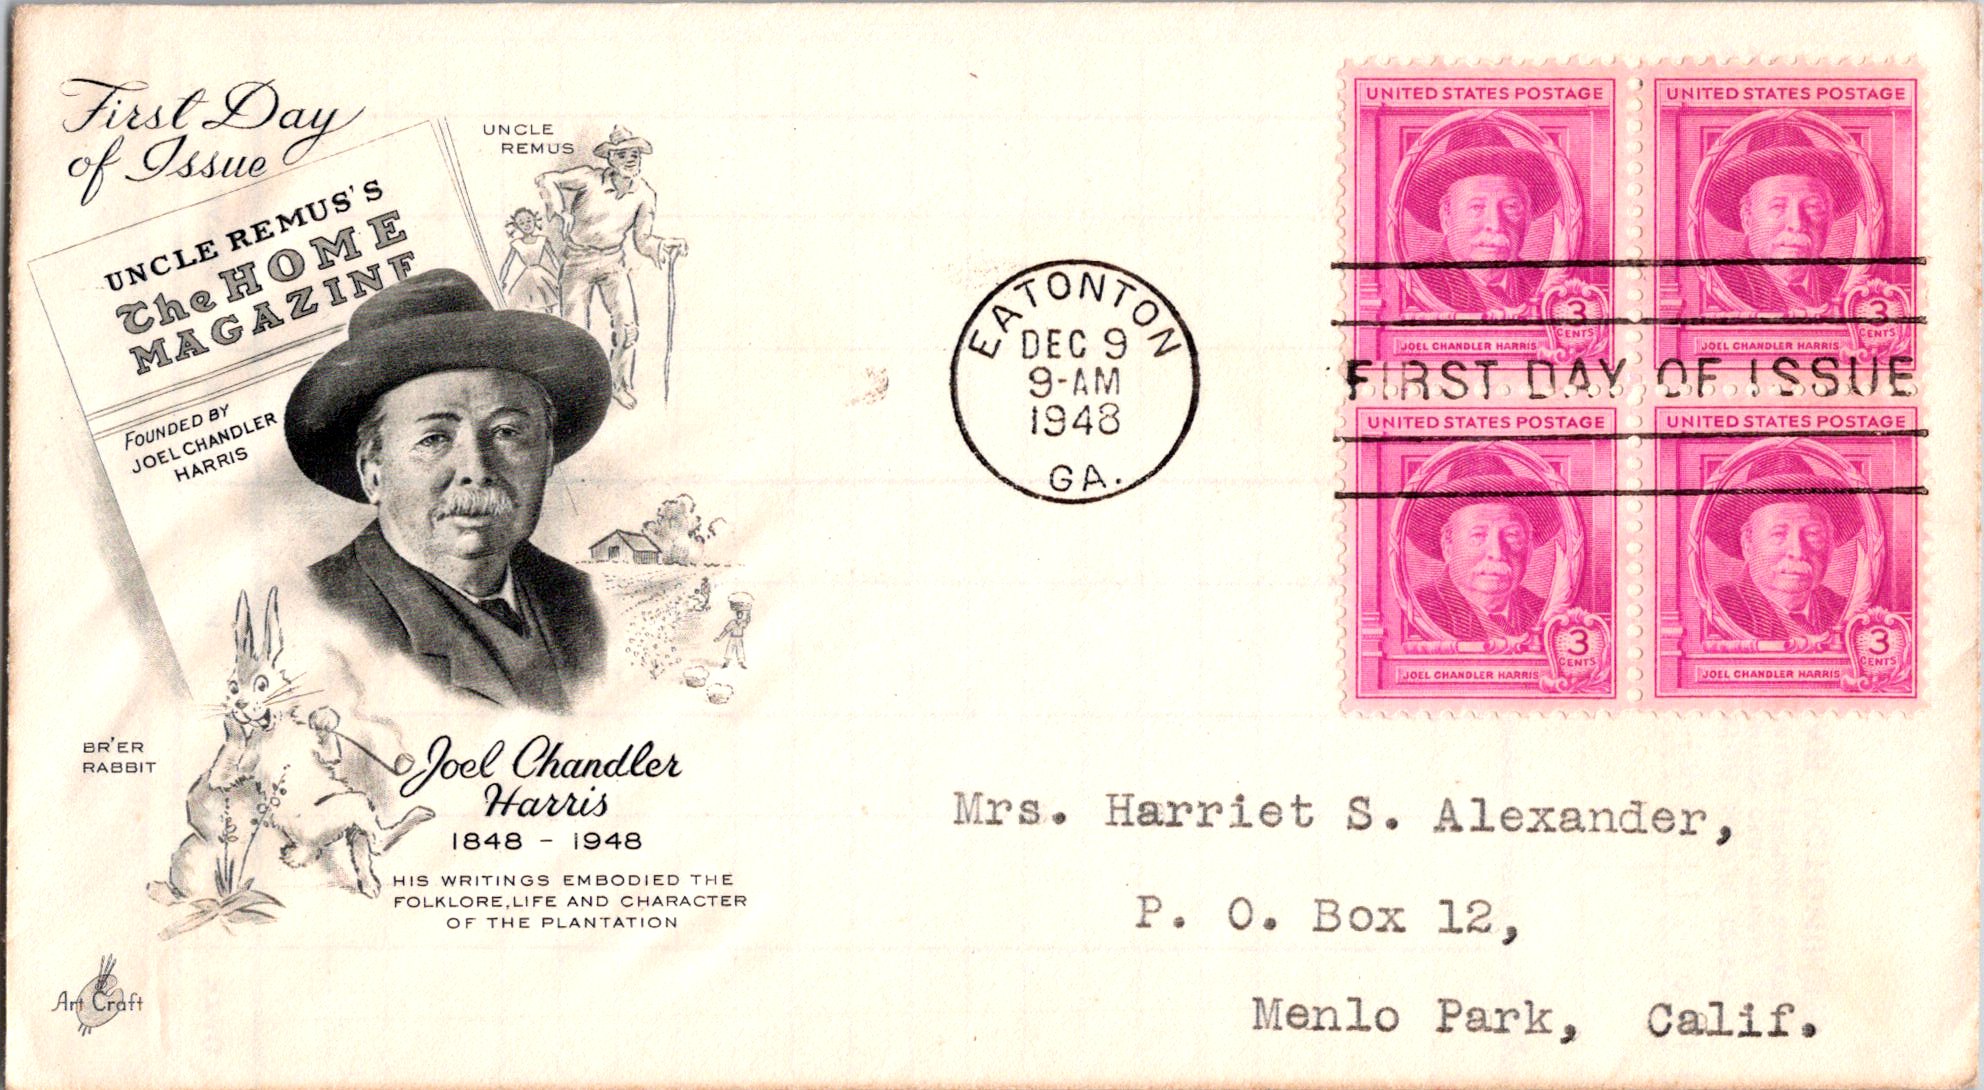 First Day
of Issue
UNCLE REMUS'S
The HOME
MAGAZINE
FOUNDED BY
JOEL CHANDLER
HARRIS
UNCLE
REMUS
BR'ER
RABBIT
Joel Chandler
Harris
1848 - 1948
HIS WRITINGS EMBODIED THE
FOLKLORE, LIFE AND CHARACTER
OF THE PLANTATION
Art Craft
EATONTON
DEC 9
9-AM
1948
GA.
UNITED STATES POSTAGE
3
CENTS
JOEL CHANDLER HARRIS
UNITED STATES POSTAGE
3
CENTS
JOEL CHANDLER HARRIS
FIRST DAY OF ISSUE
UNITED STATES POSTAGE
3
CENTS
JOEL CHANDLER HARRIS
UNITED STATES POSTAGE
3
CENTS
JOEL CHANDLER HARRIS
Mrs. Harriet S. Alexander,
P. O. Box 12,
Menlo Park, Calif.